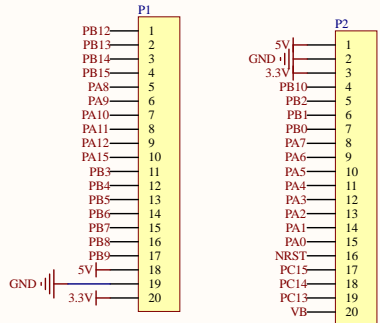 P1
PB12 1
PB13 2
PB14 3
PB15 4
PA8 5
PA9 6
PA10 7
PA11 8
PA12 9
PA15 10
PB3 11
PB4 12
PB5 13
PB6 14
PB7 15
PB8 16
PB9 17
5V 18
GND 19
3.3V 20
P2
5V 1
GND 2
3.3V 3
PB10 4
PB2 5
PB1 6
PB0 7
PA7 8
PA6 9
PA5 10
PA4 11
PA3 12
PA2 13
PA1 14
PA0 15
NRST 16
PC15 17
PC14 18
PC13 19
VB 20